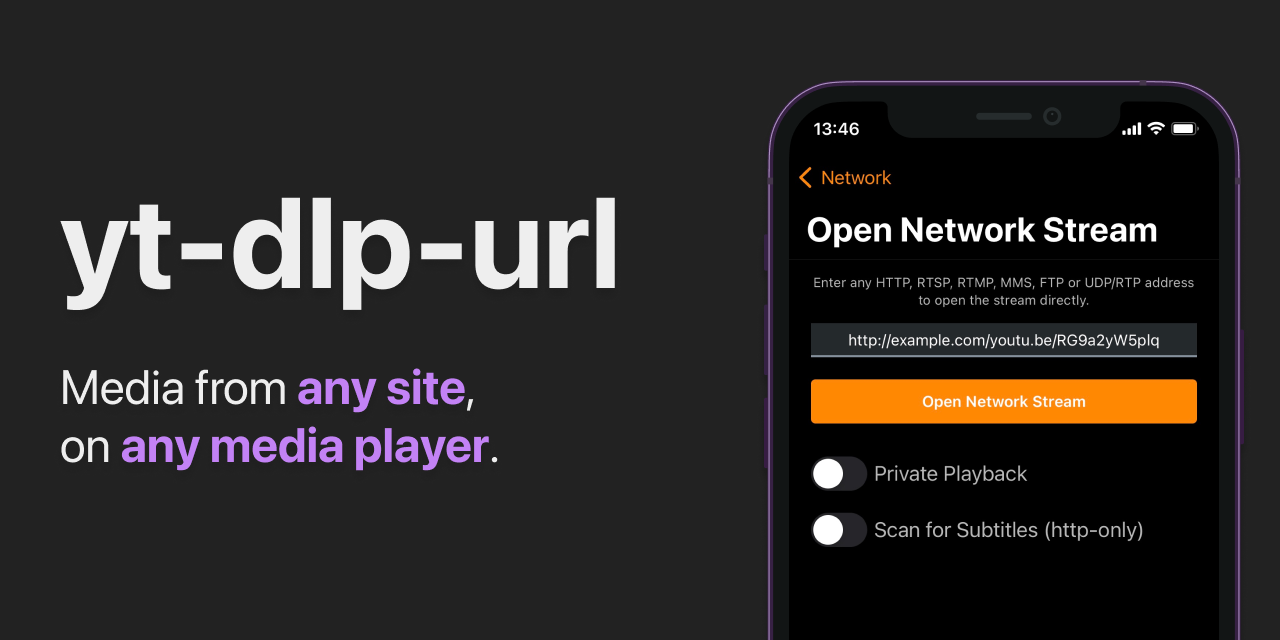 yt-dlp-url
Media from any site,
on any media player.
13:46
Network
Open Network Stream
Enter any HTTP, RTSP, RTMP, MMS, FTP or UDP/RTP address
to open the stream directly.
http://example.com/youtu.be/RG9a2yW5plq
Open Network Stream
Private Playback
Scan for Subtitles (http-only)